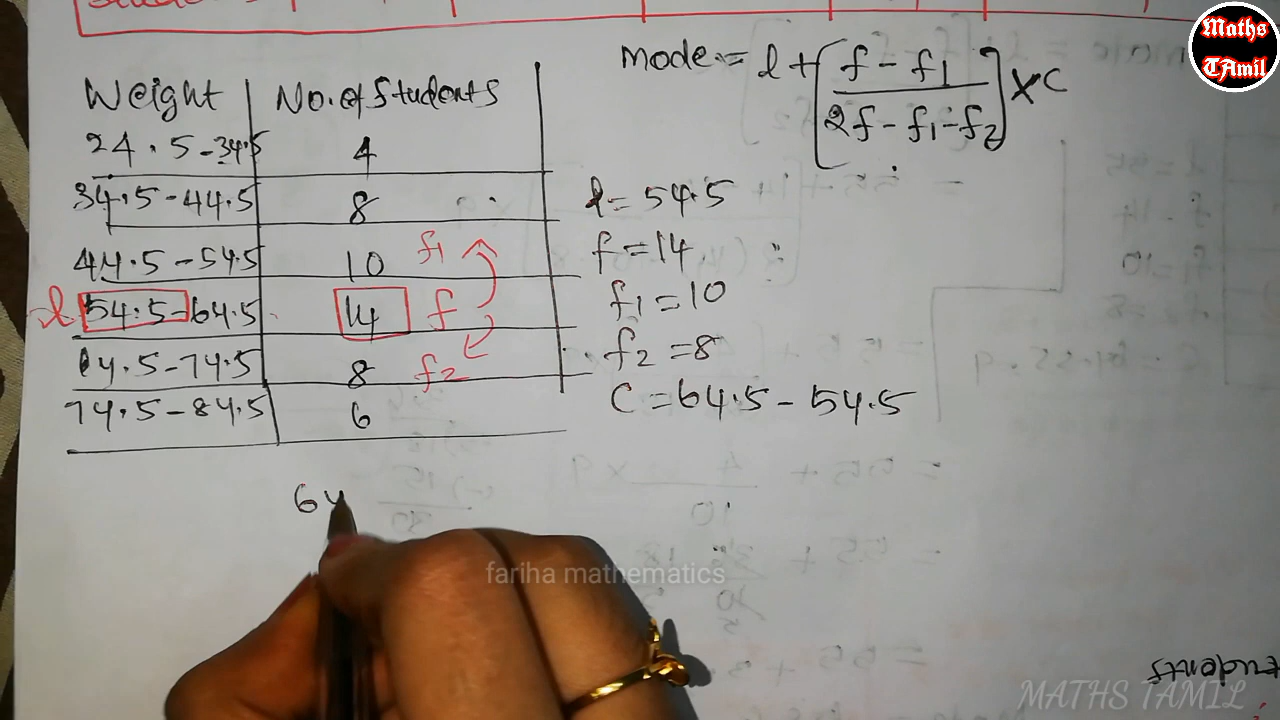 Maths
TAmil
Mode = l + [ f - f1 / 2f - f1 - f2 ] × C
Weight No. of Students
24.5-34.5 4
34.5-44.5 8
44.5-54.5 10 f1
l 54.5-64.5 14 f
64.5-74.5 8 f2
74.5-84.5 6
l = 54.5
f = 14
f1 = 10
f2 = 8
C = 64.5 - 54.5
64
fariha mathematics
MATHS TAMIL